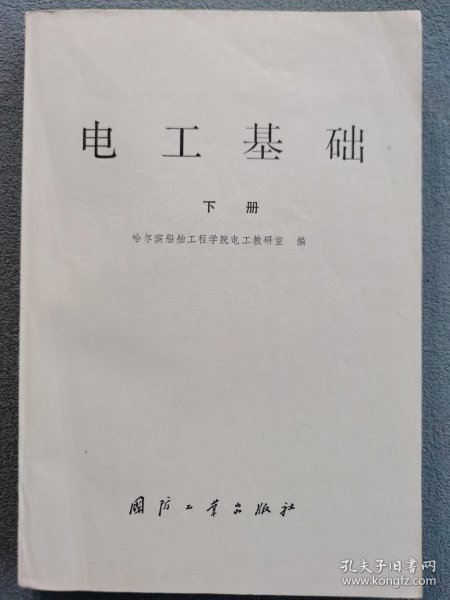 电工基础
下册
哈尔滨船舶工程学院电工教研室 编
国防工业出版社
孔夫子旧书网
www.kongfz.com